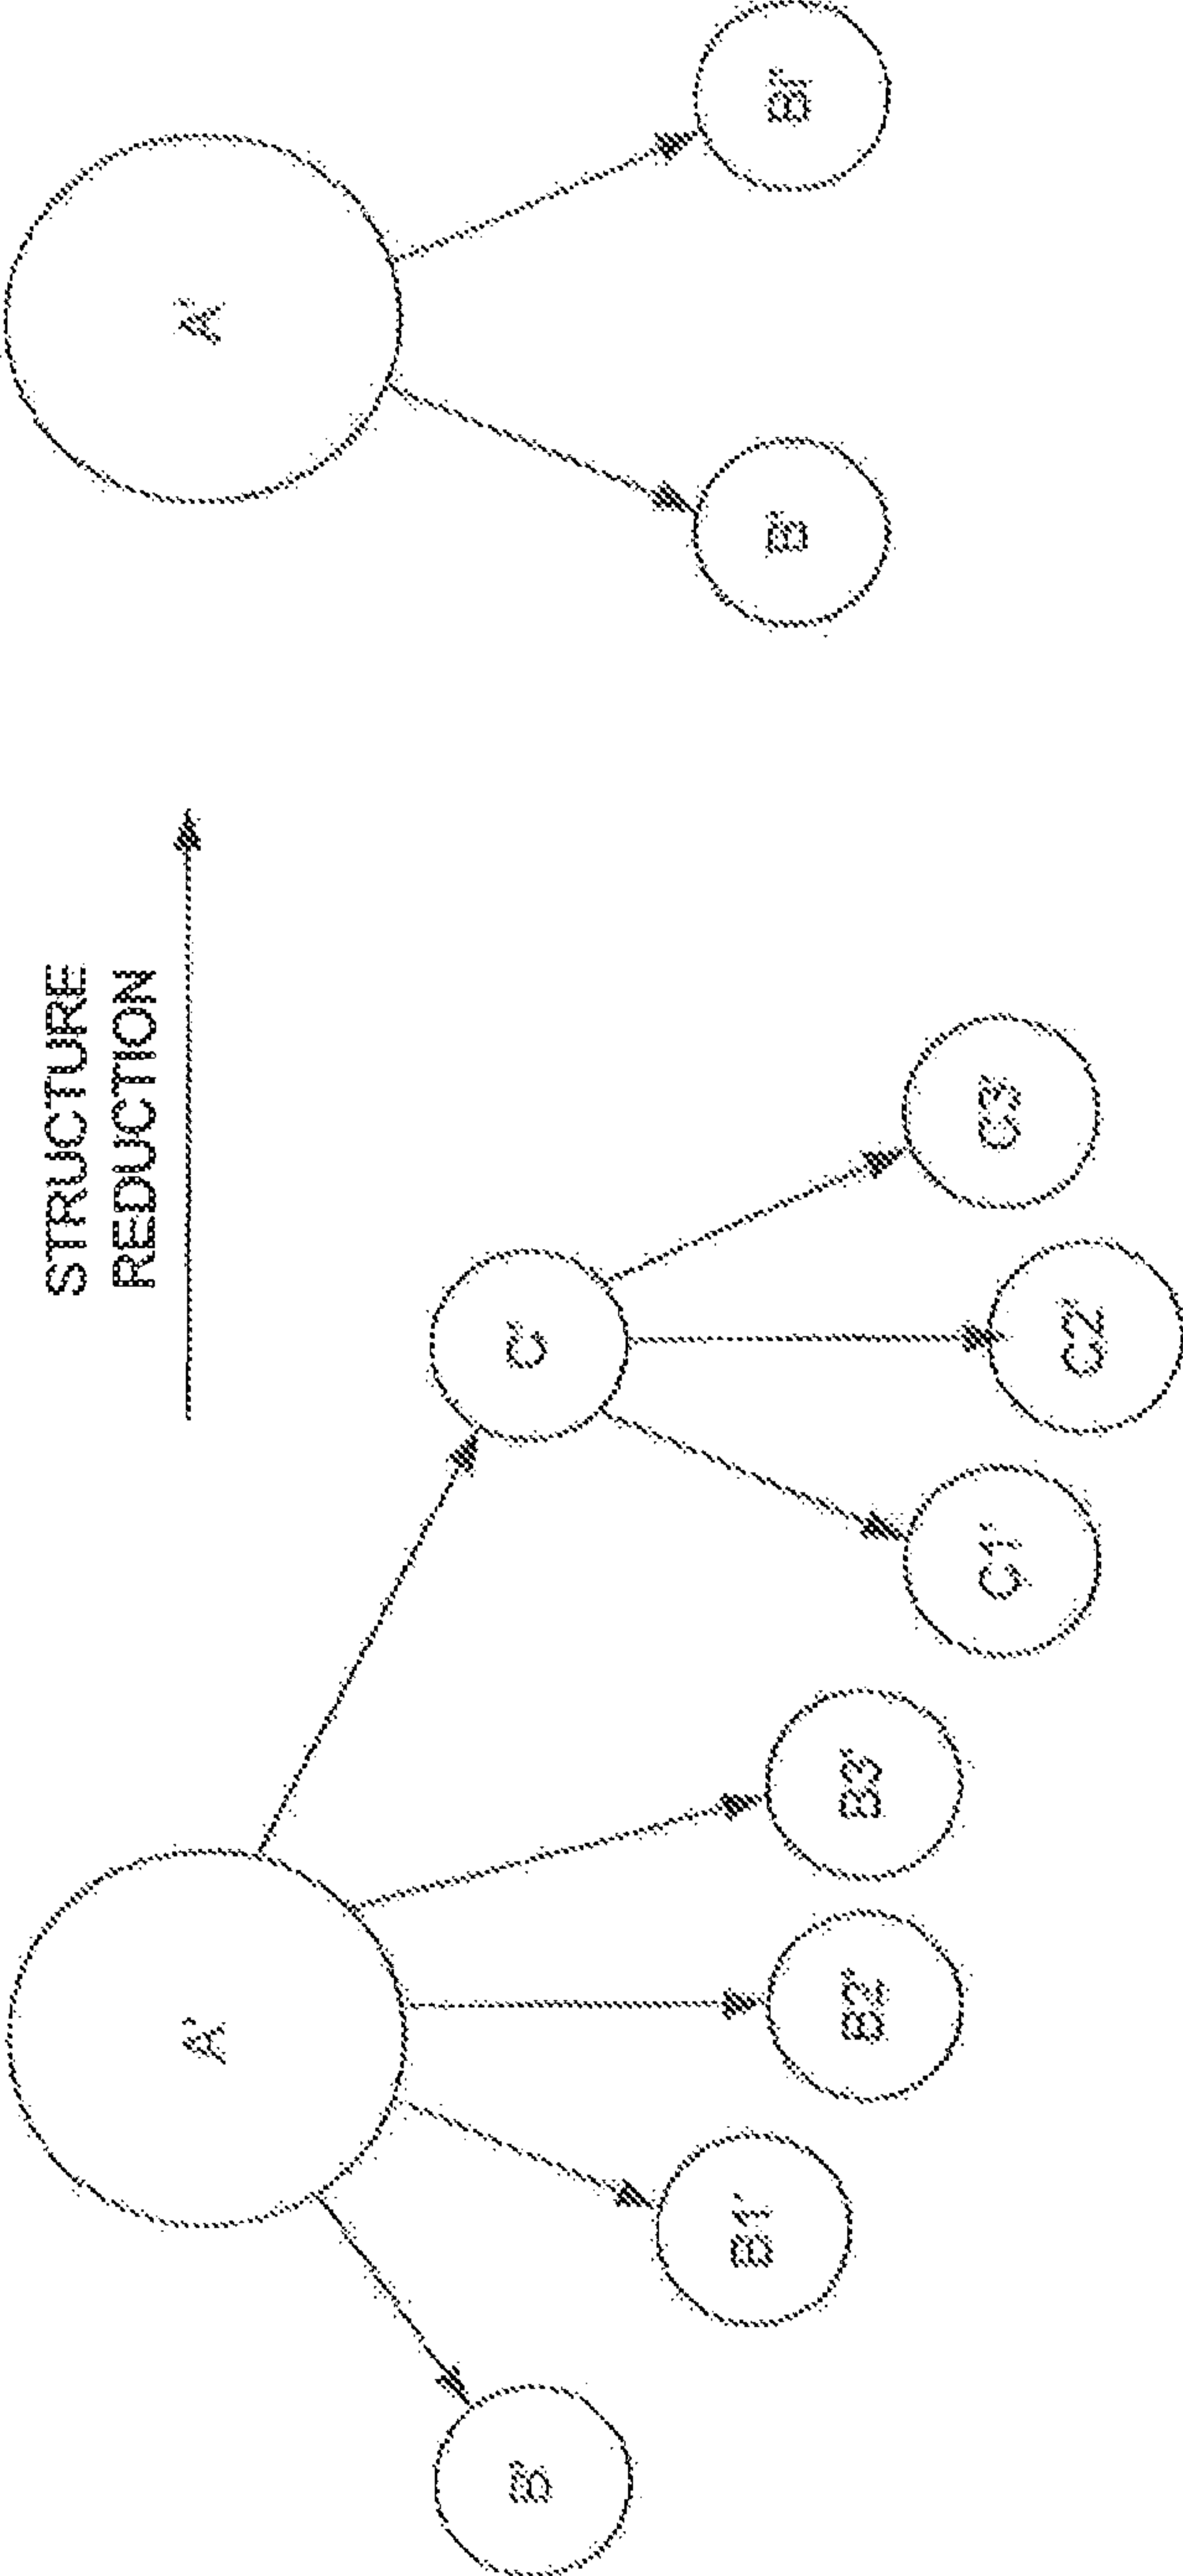 STRUCTURE
REDUCTION
A'
A'
B'
C'
B1'
B2'
B3'
C1'
C2'
C3'
B'